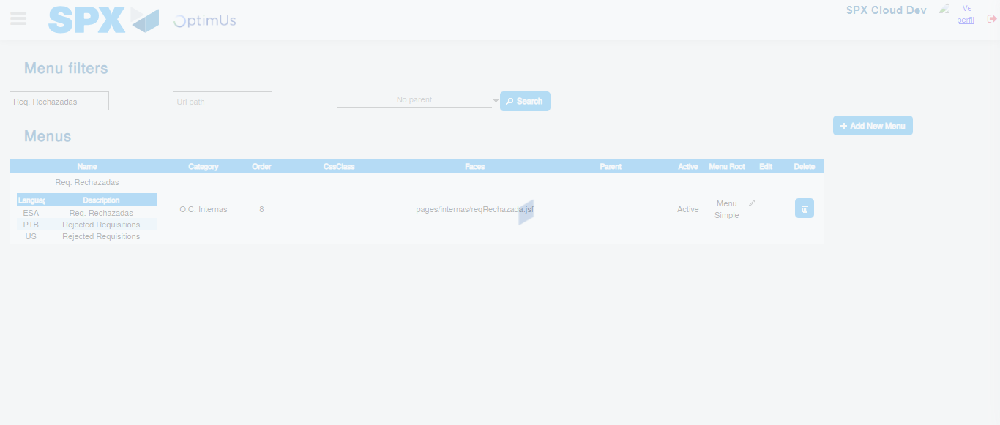 SPX OptimUs
SPX Cloud Dev
perfil
Menu filters
Req. Rechazadas
Url path
No parent
Search
Add New Menu
Menus
Name Category Order CssClass Faces Parent Active Menu Root Edit Delete
Req. Rechazadas
Description
ESA Req. Rechazadas
PTB Rejected Requisitions
US Rejected Requisitions
O.C. Internas
8
pages/internas/reqRechazada.jsf
Active
Menu
Simple